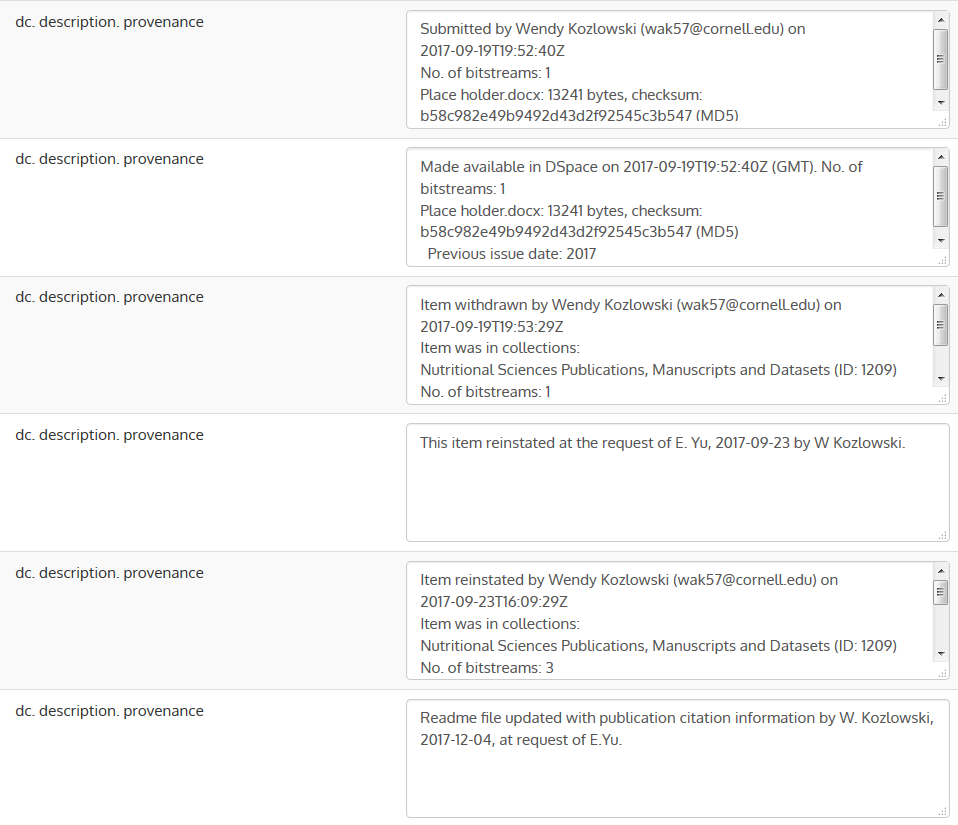 dc. description. provenance
Submitted by Wendy Kozlowski (wak57@cornell.edu) on
2017-09-19T19:52:40Z
No. of bitstreams: 1
Place holder.docx: 13241 bytes, checksum:
b58c982e49b9492d43d2f92545c3b547 (MD5)
dc. description. provenance
Made available in DSpace on 2017-09-19T19:52:40Z (GMT). No. of
bitstreams: 1
Place holder.docx: 13241 bytes, checksum:
b58c982e49b9492d43d2f92545c3b547 (MD5)
Previous issue date: 2017
dc. description. provenance
Item withdrawn by Wendy Kozlowski (wak57@cornell.edu) on
2017-09-19T19:53:29Z
Item was in collections:
Nutritional Sciences Publications, Manuscripts and Datasets (ID: 1209)
No. of bitstreams: 1
dc. description. provenance
This item reinstated at the request of E. Yu, 2017-09-23 by W Kozlowski.
dc. description. provenance
Item reinstated by Wendy Kozlowski (wak57@cornell.edu) on
2017-09-23T16:09:29Z
Item was in collections:
Nutritional Sciences Publications, Manuscripts and Datasets (ID: 1209)
No. of bitstreams: 3
dc. description. provenance
Readme file updated with publication citation information by W. Kozlowski,
2017-12-04, at request of E.Yu.